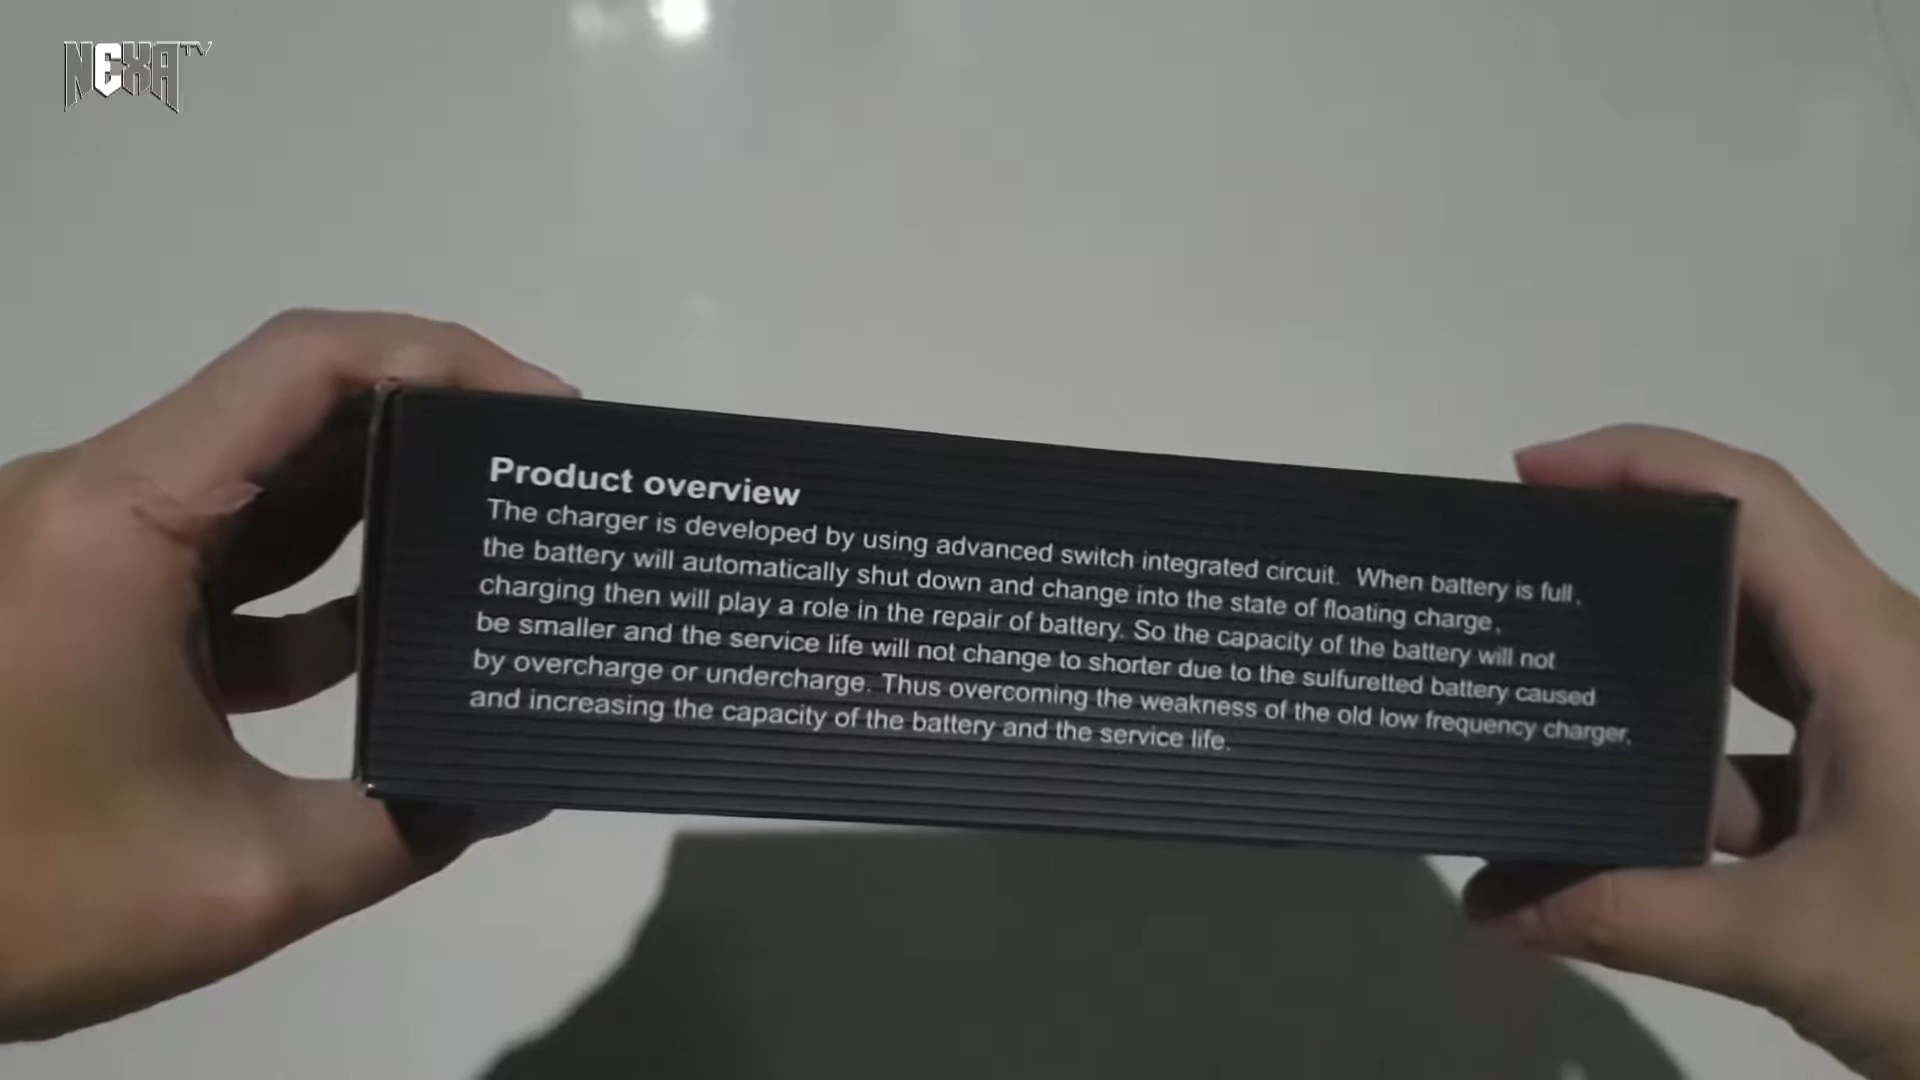 NEXA TV
Product overview
The charger is developed by using advanced switch integrated circuit. When battery is full,
the battery will automatically shut down and change into the state of floating charge,
charging then will play a role in the repair of battery. So the capacity of the battery will not
be smaller and the service life will not change to shorter due to the sulfuretted battery caused
by overcharge or undercharge. Thus overcoming the weakness of the old low frequency charger,
and increasing the capacity of the battery and the service life.